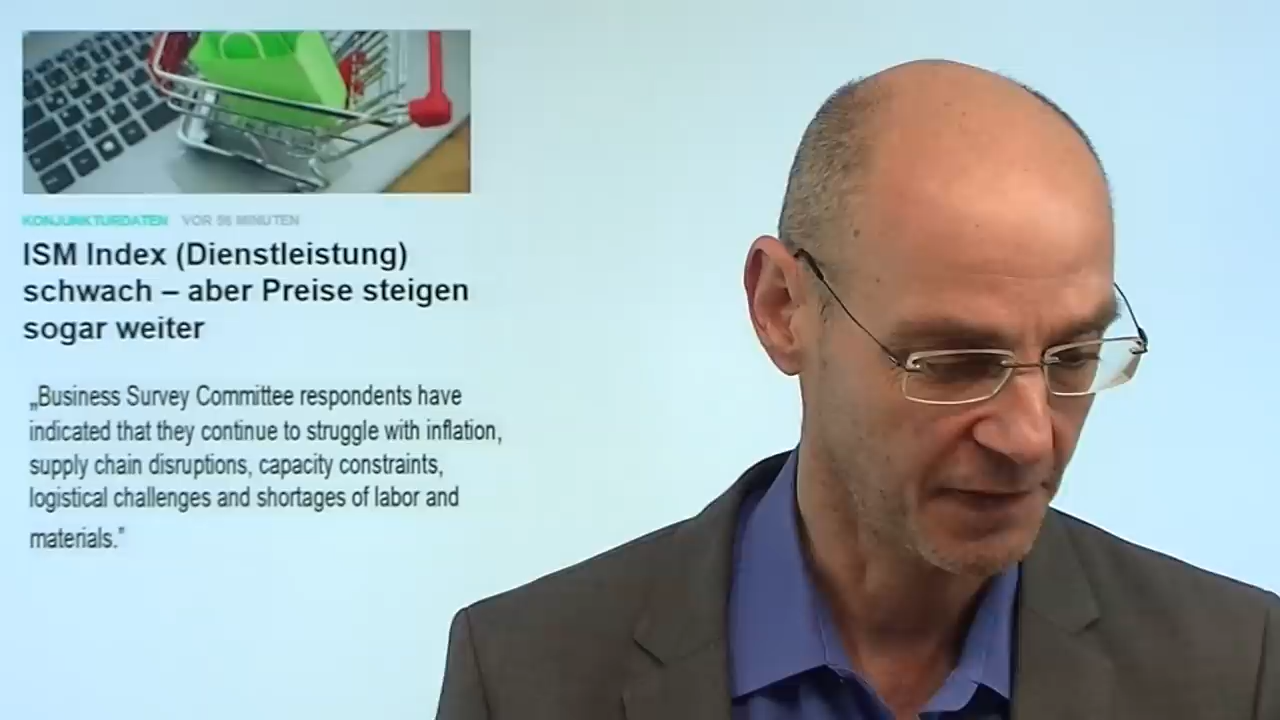 KONJUNKTURDATEN VOR 56 MINUTEN
ISM Index (Dienstleistung)
schwach – aber Preise steigen
sogar weiter
„Business Survey Committee respondents have
indicated that they continue to struggle with inflation,
supply chain disruptions, capacity constraints,
logistical challenges and shortages of labor and
materials."